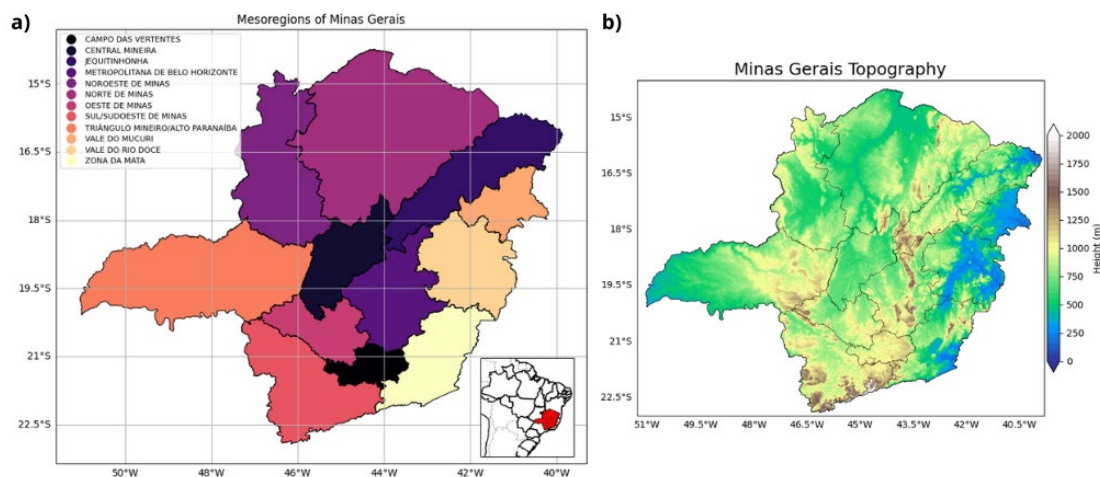 a)
Mesoregions of Minas Gerais
CAMPO DAS VERTENTES
CENTRAL MINEIRA
JEQUITINHONHA
METROPOLITANA DE BELO HORIZONTE
NOROESTE DE MINAS
NORTE DE MINAS
OESTE DE MINAS
SUL/SUDOESTE DE MINAS
TRIÂNGULO MINEIRO/ALTO PARANAÍBA
VALE DO MUCURI
VALE DO RIO DOCE
ZONA DA MATA
15°S
16.5°S
18°S
19.5°S
21°S
22.5°S
50°W 48°W 46°W 44°W 42°W 40°W
b)
Minas Gerais Topography
15°S
16.5°S
18°S
19.5°S
21°S
22.5°S
51°W 49.5°W 48°W 46.5°W 45°W 43.5°W 42°W 40.5°W
2000
1750
1500
1250
1000
750
500
250
0
Height (m)